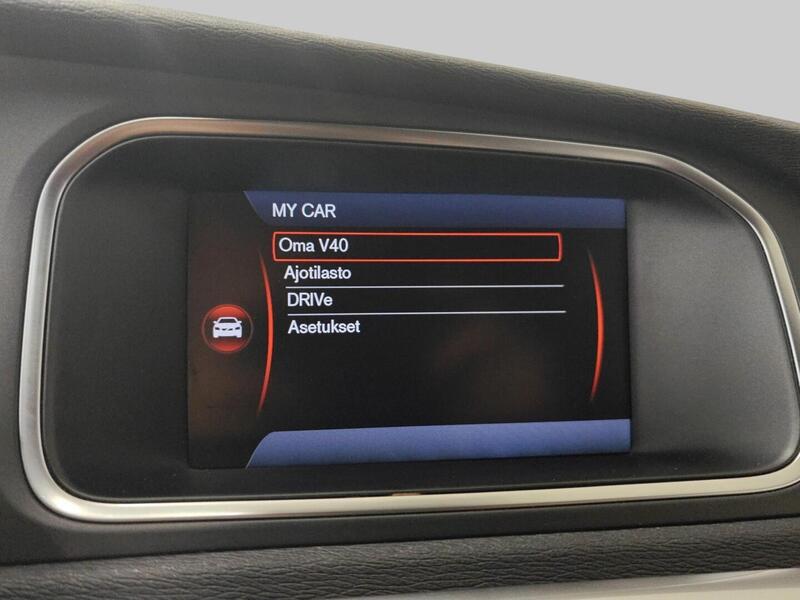 MY CAR
Oma V40
Ajotilasto
DRIVe
Asetukset